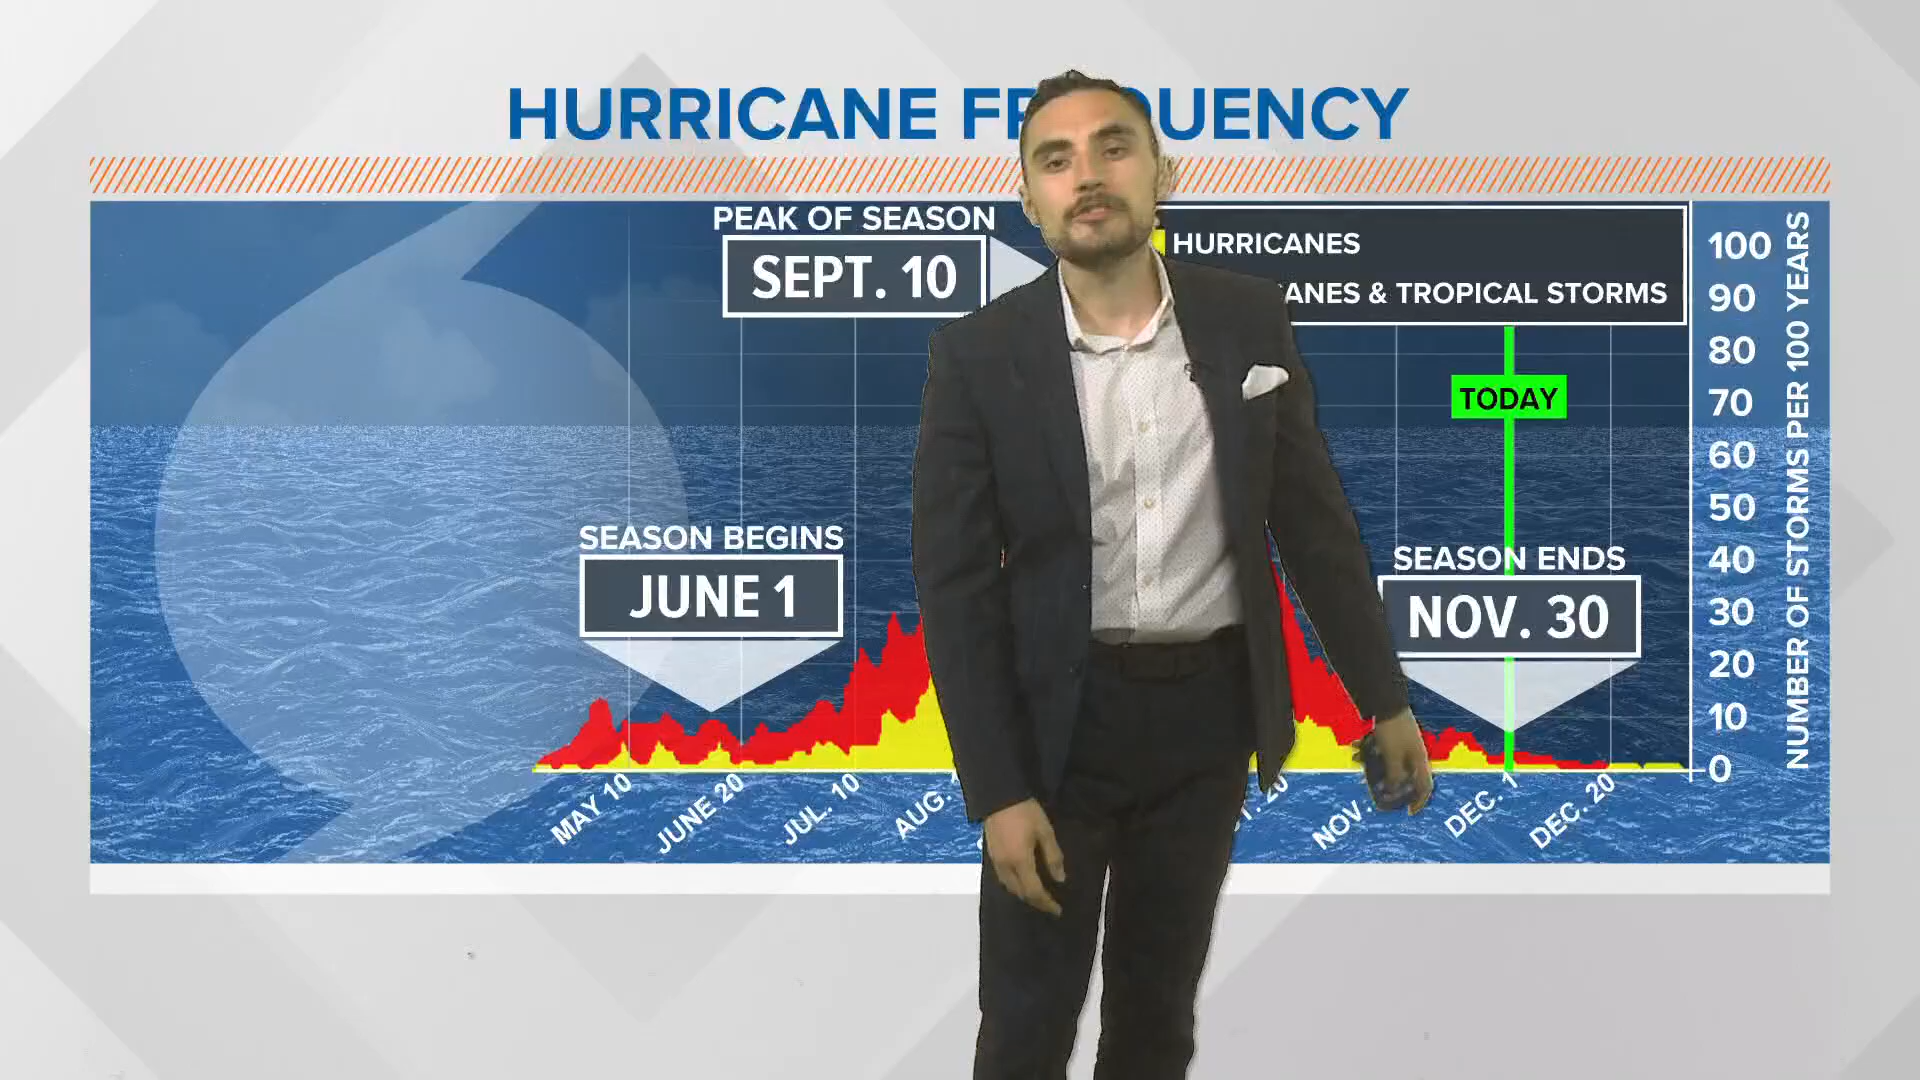 HURRICANE FREQUENCY
PEAK OF SEASON
SEPT. 10
HURRICANES
ANES & TROPICAL STORMS
TODAY
SEASON BEGINS
JUNE 1
SEASON ENDS
NOV. 30
100
90
80
70
60
50
40
30
20
10
0
NUMBER OF STORMS PER 100 YEARS
MAY 10
JUNE 20
JUL. 10
AUG.
20
NOV.
DEC. 1
DEC. 20